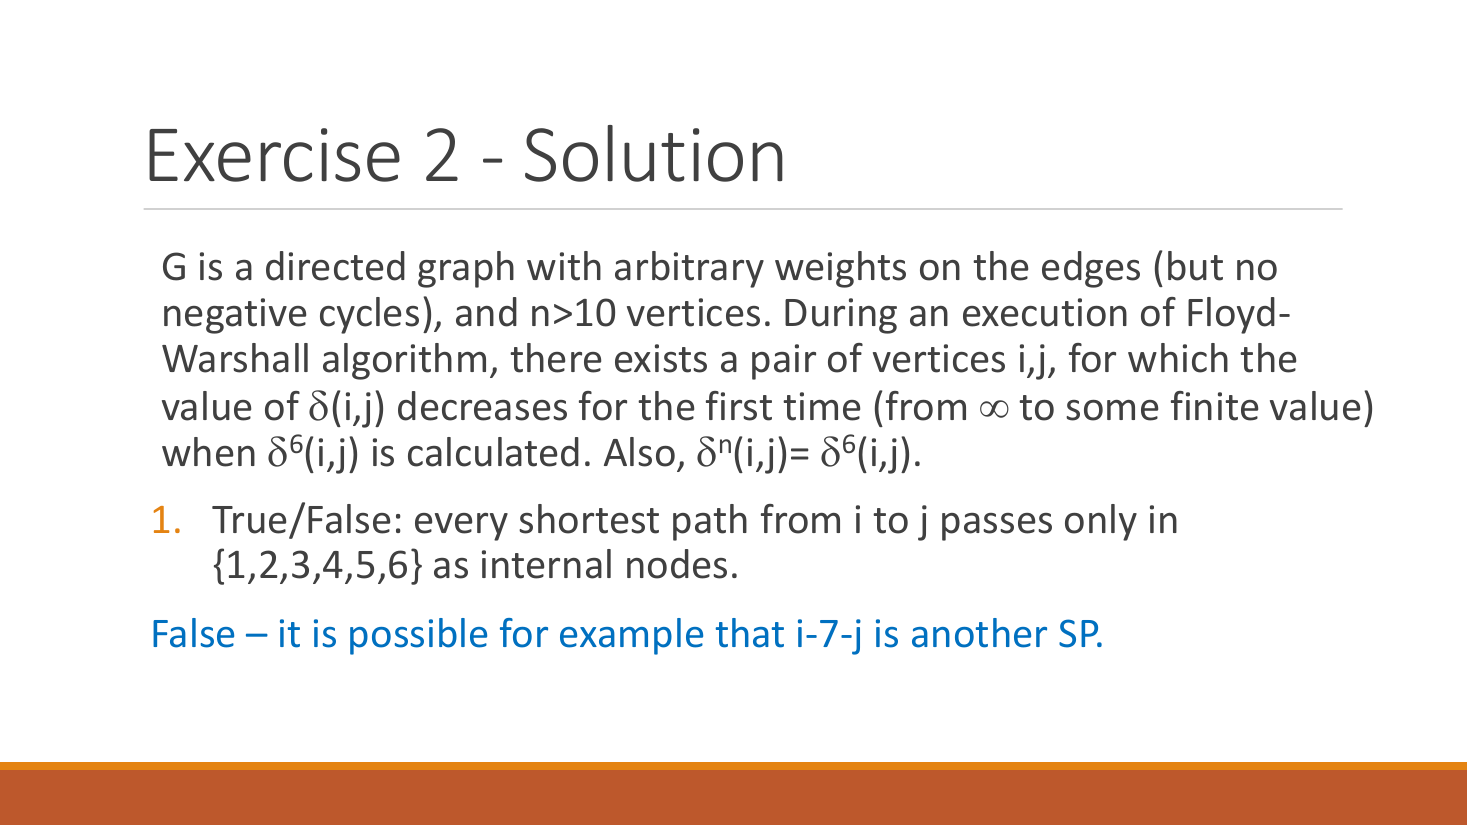 Exercise 2 - Solution
G is a directed graph with arbitrary weights on the edges (but no
negative cycles), and n>10 vertices. During an execution of Floyd-
Warshall algorithm, there exists a pair of vertices i,j, for which the
value of δ(i,j) decreases for the first time (from ∞ to some finite value)
when δ⁶(i,j) is calculated. Also, δⁿ(i,j)= δ⁶(i,j).
1. True/False: every shortest path from i to j passes only in
{1,2,3,4,5,6} as internal nodes.
False – it is possible for example that i-7-j is another SP.